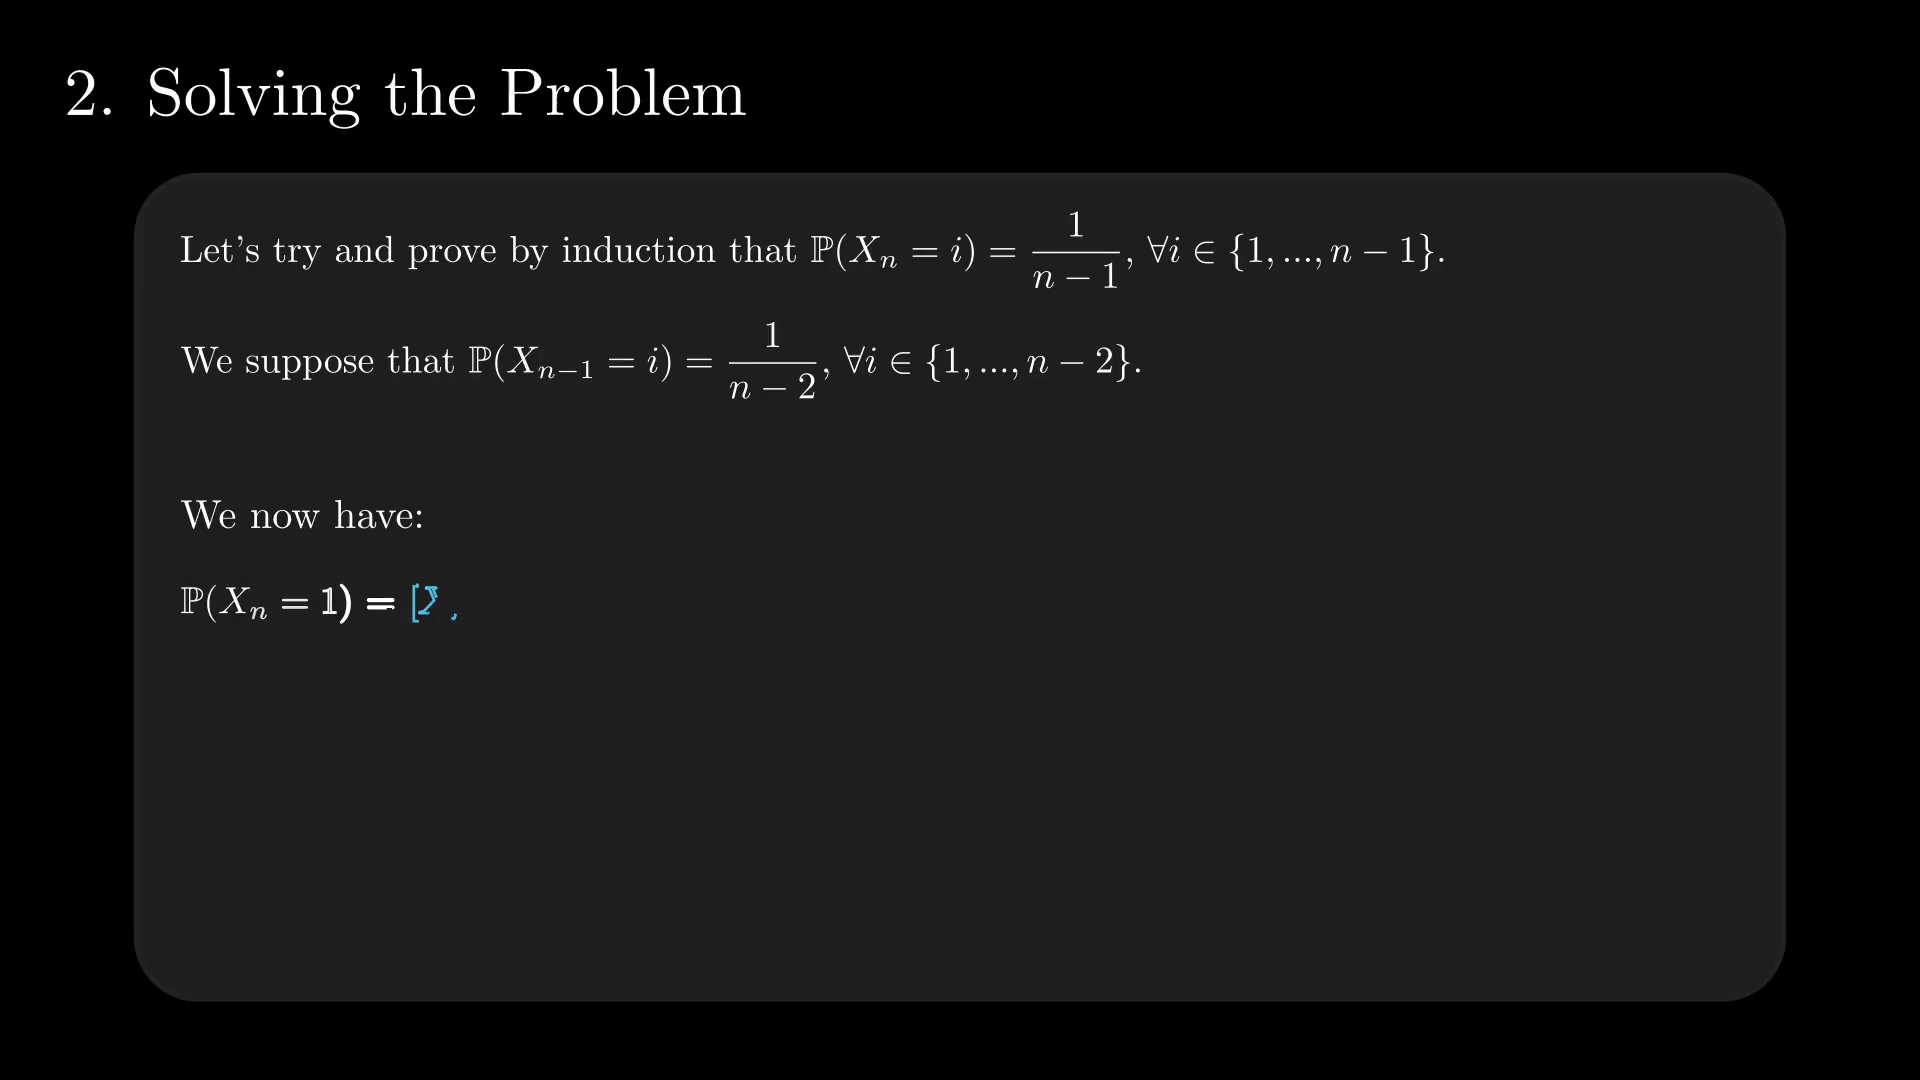 2. Solving the Problem
Let's try and prove by induction that ℙ(Xₙ = i) = 1/(n − 1), ∀i ∈ {1, ..., n − 1}.
We suppose that ℙ(Xₙ₋₁ = i) = 1/(n − 2), ∀i ∈ {1, ..., n − 2}.
We now have:
ℙ(Xₙ = 1) =